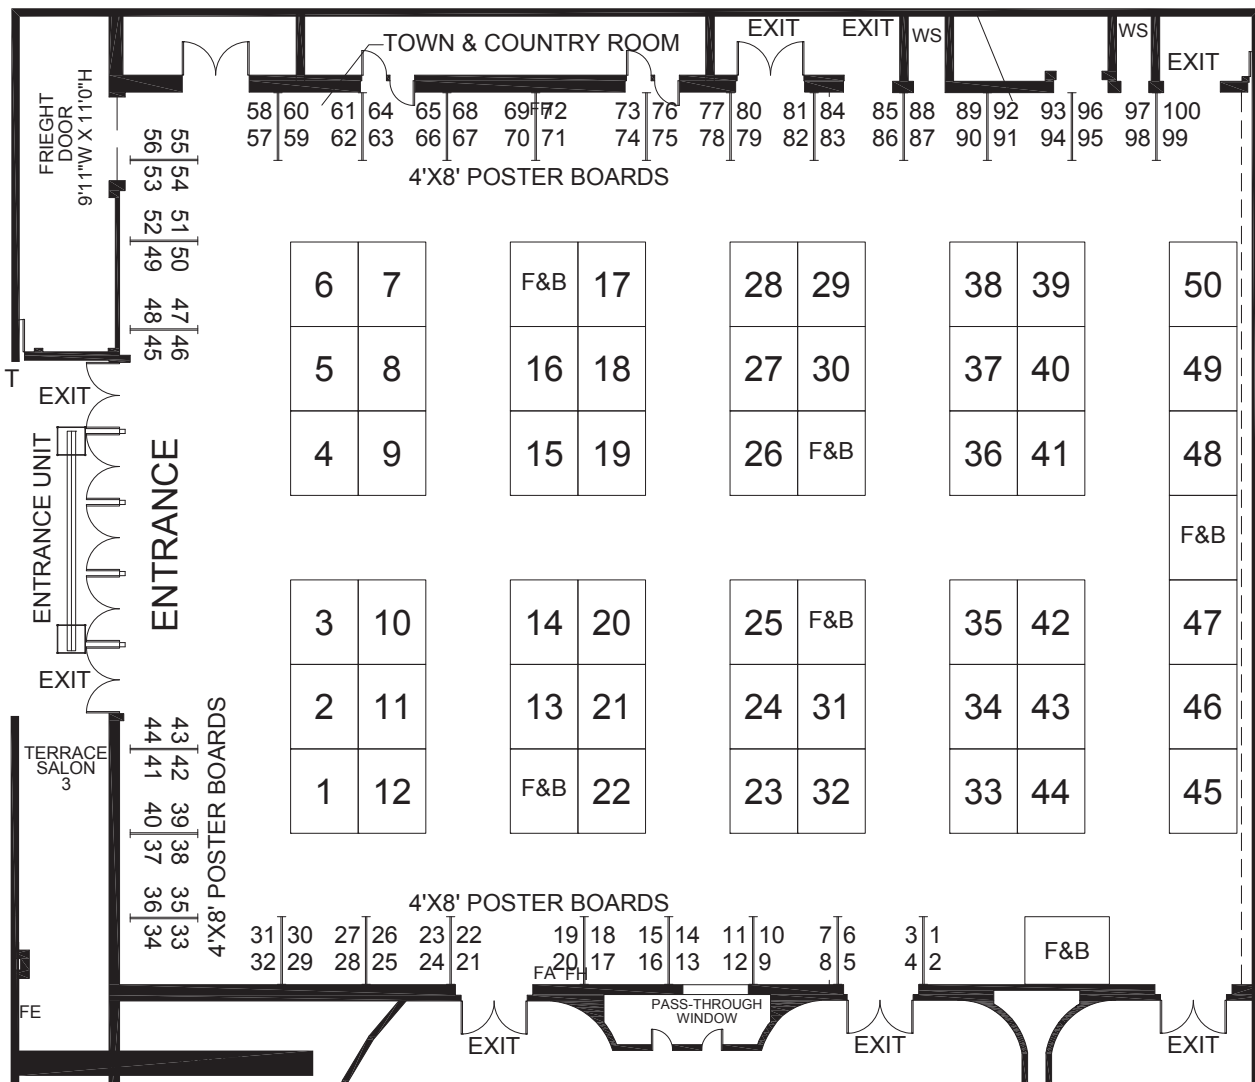 EXIT
EXIT
WS
WS
TOWN & COUNTRY ROOM
EXIT
FRIEGHT
DOOR
9'11"W X 11'0"H
58 60 61 64 65 68 69 72 73 76 77 80 81 84 85 88 89 92 93 96 97 100
57 59 62 63 66 67 70 71 74 75 78 79 82 83 86 87 90 91 94 95 98 99
4'X8' POSTER BOARDS
56 55
53 54
52 51
49 50
48 47
45 46
6 7 F&B 17 28 29 38 39 50
5 8 16 18 27 30 37 40 49
T
EXIT
4 9 15 19 26 F&B 36 41 48
ENTRANCE UNIT
ENTRANCE
F&B
3 10 14 20 25 F&B 35 42 47
EXIT
2 11 13 21 24 31 34 43 46
1 12 F&B 22 23 32 33 44 45
TERRACE
SALON
3
44 43
41 42
40 39
37 38
36 35
34 33
4'X8' POSTER BOARDS
4'X8' POSTER BOARDS
31 30 27 26 23 22 19 18 15 14 11 10 7 6 3 1
32 29 28 25 24 21 20 17 16 13 12 9 8 5 4 2
F&B
FA FH
FE
PASS-THROUGH
WINDOW
EXIT
EXIT
EXIT